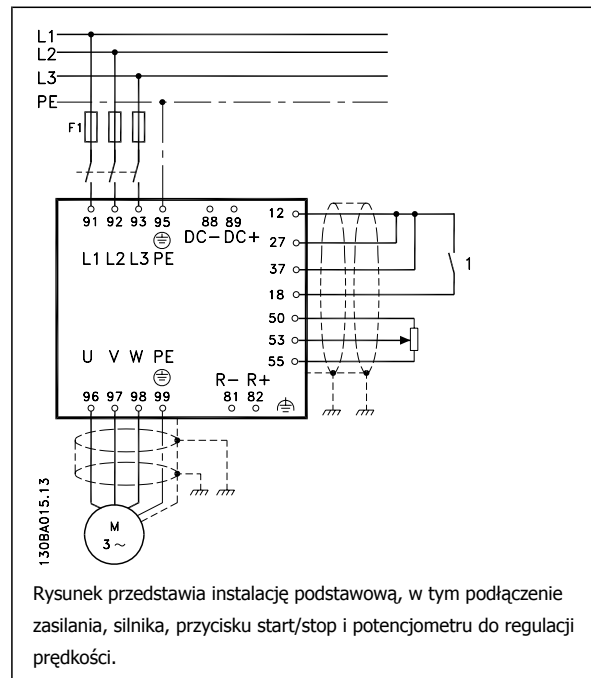 L1
L2
L3
PE
F1
91 92 93 95 88 89
DC- DC+
L1 L2 L3 PE
12
27
37
18
50
53
55
1
U V W PE
R- R+
96 97 98 99 81 82
M
3 ~
130BA015.13
Rysunek przedstawia instalację podstawową, w tym podłączenie
zasilania, silnika, przycisku start/stop i potencjometru do regulacji
prędkości.